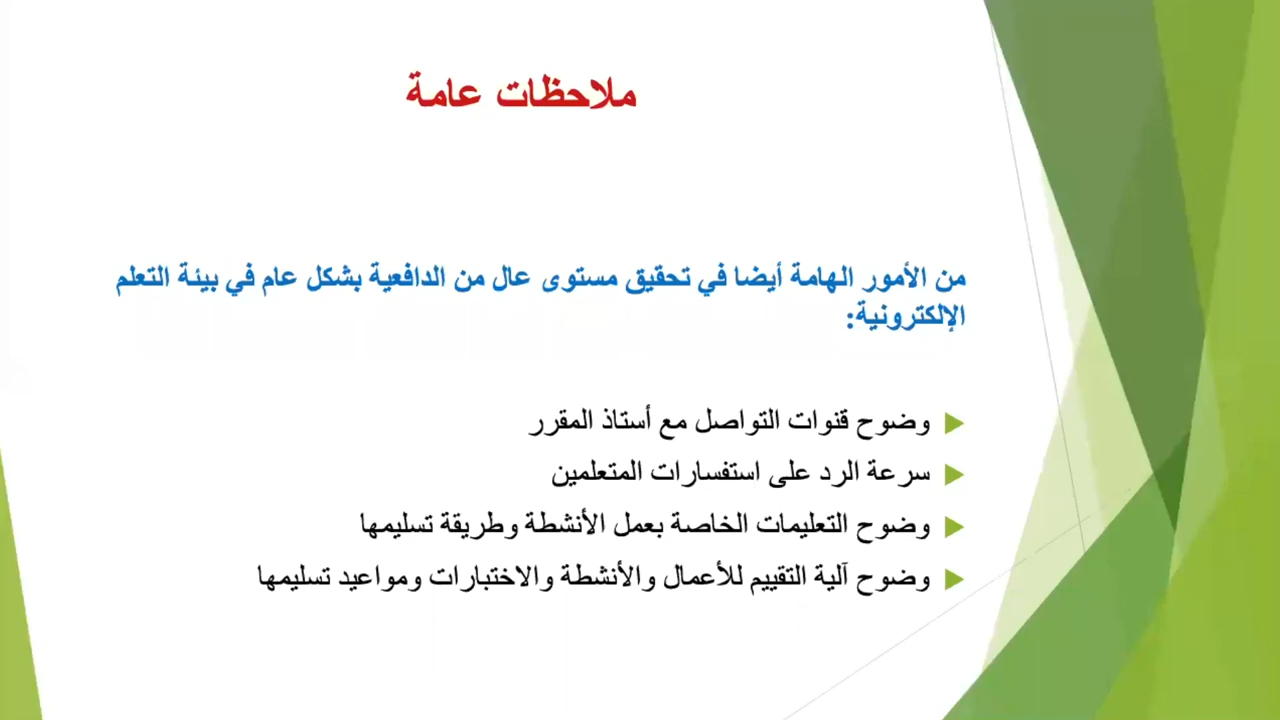 ملاحظات عامة
من الأمور الهامة أيضا في تحقيق مستوى عال من الدافعية بشكل عام في بيئة التعلم
الإلكترونية:
وضوح قنوات التواصل مع أستاذ المقرر
سرعة الرد على استفسارات المتعلمين
وضوح التعليمات الخاصة بعمل الأنشطة وطريقة تسليمها
وضوح آلية التقييم للأعمال والأنشطة والاختبارات ومواعيد تسليمها